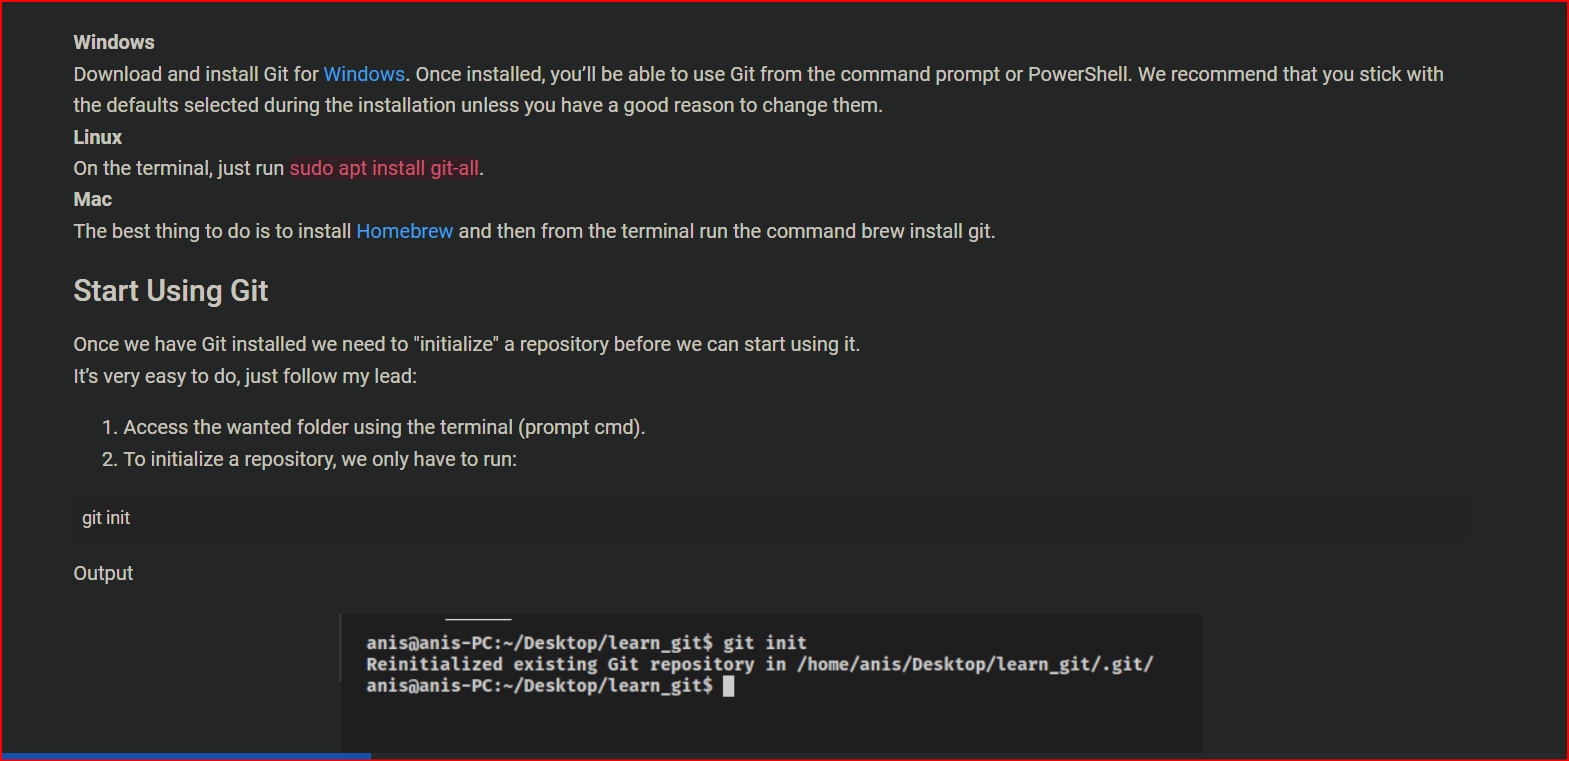 Windows
Download and install Git for Windows. Once installed, you’ll be able to use Git from the command prompt or PowerShell. We recommend that you stick with
the defaults selected during the installation unless you have a good reason to change them.
Linux
On the terminal, just run sudo apt install git-all.
Mac
The best thing to do is to install Homebrew and then from the terminal run the command brew install git.
Start Using Git
Once we have Git installed we need to "initialize" a repository before we can start using it.
It’s very easy to do, just follow my lead:
1. Access the wanted folder using the terminal (prompt cmd).
2. To initialize a repository, we only have to run:
git init
Output
anis@anis-PC:~/Desktop/learn_git$ git init
Reinitialized existing Git repository in /home/anis/Desktop/learn_git/.git/
anis@anis-PC:~/Desktop/learn_git$